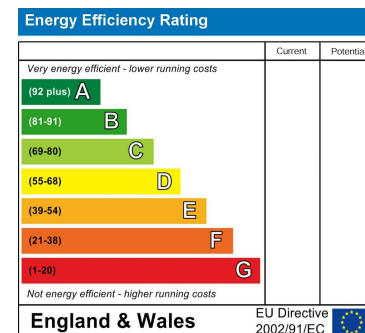 Energy Efficiency Rating
Current Potential
Very energy efficient - lower running costs
(92 plus) A
(81-91) B
(69-80) C
(55-68) D
(39-54) E
(21-38) F
(1-20) G
Not energy efficient - higher running costs
England & Wales
EU Directive
2002/91/EC